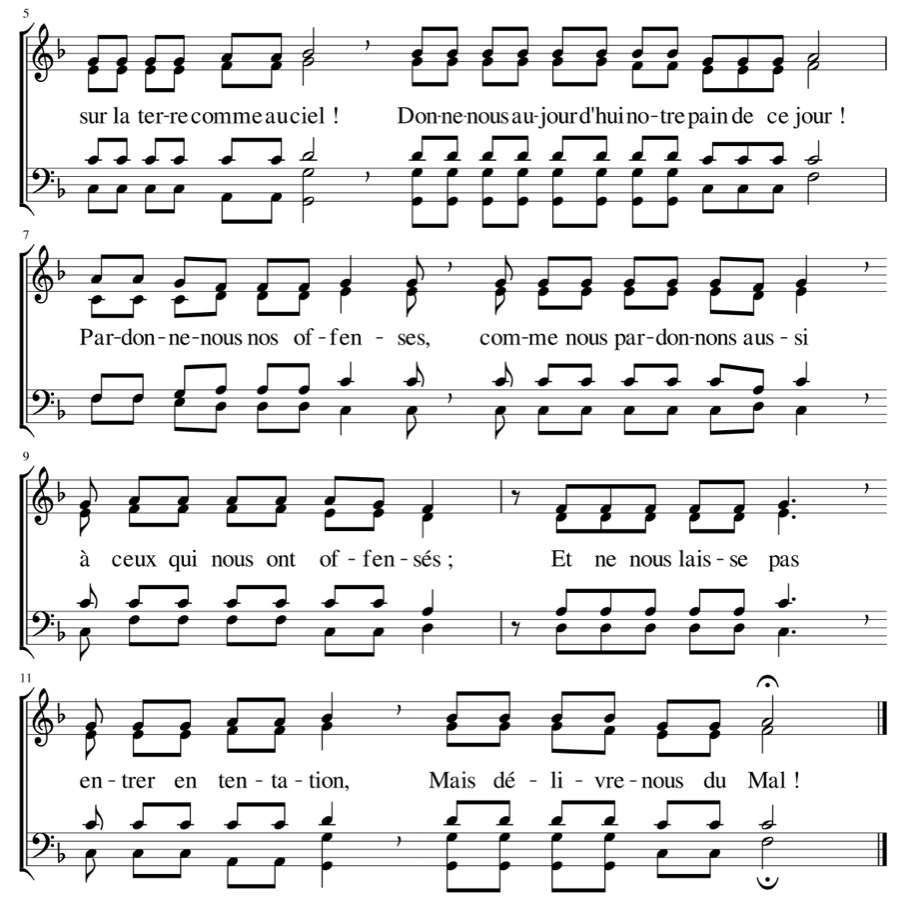 5
sur la ter-re comme au ciel ! Don-ne-nous au-jourd'hui no-tre pain de ce jour !
7
Par-don-ne-nous nos of-fen-ses, com-me nous par-don-nons aus-si
9
à ceux qui nous ont of-fen-sés ; Et ne nous lais-se pas
11
en-trer en ten-ta-tion, Mais dé-li-vre-nous du Mal !